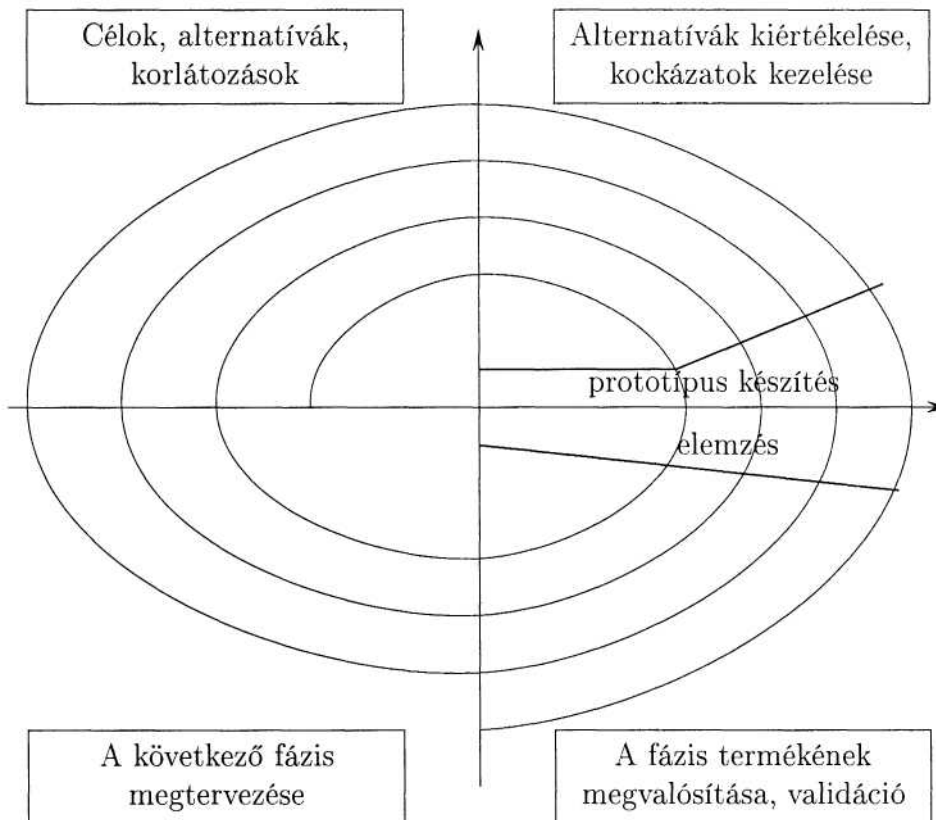 Célok, alternatívák,
korlátozások
Alternatívák kiértékelése,
kockázatok kezelése
prototípus készítés
elemzés
A következő fázis
megtervezése
A fázis termékének
megvalósítása, validáció